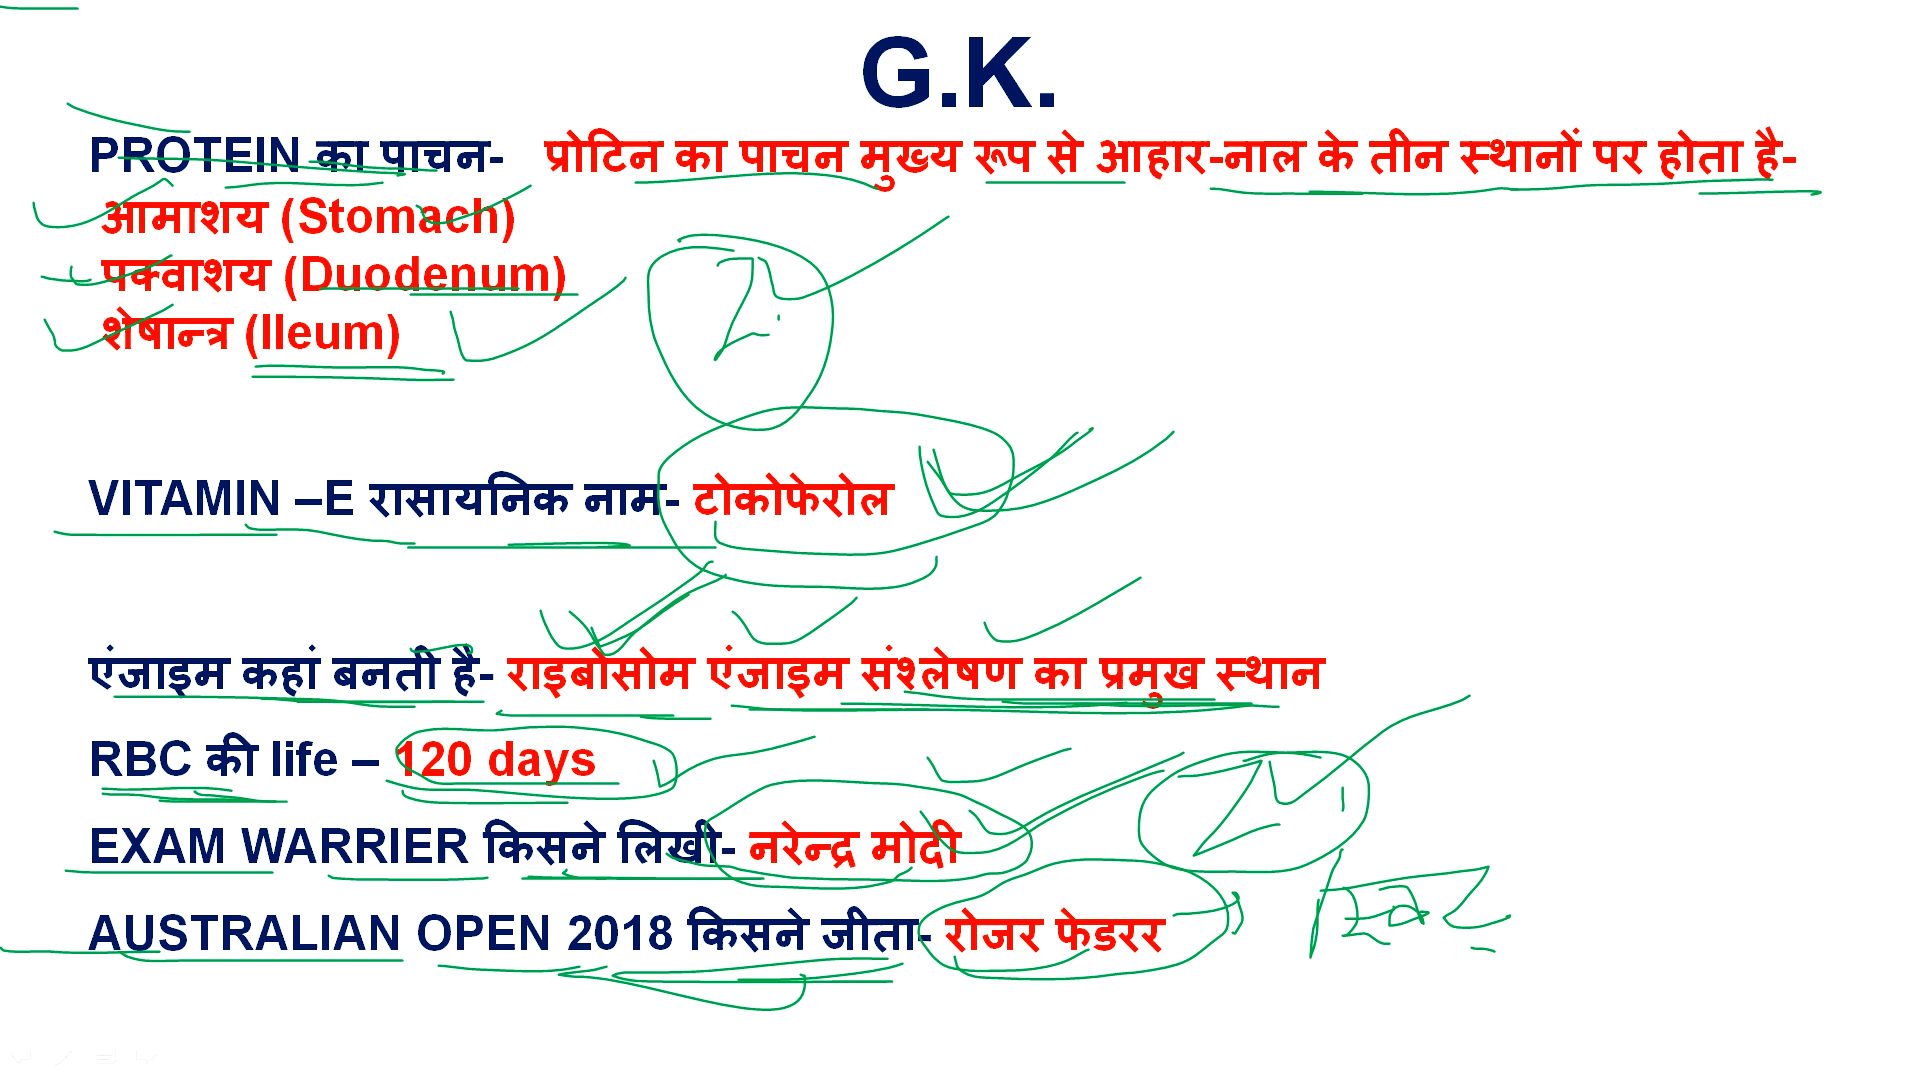 G.K.
PROTEIN का पाचन- प्रोटिन का पाचन मुख्य रूप से आहार-नाल के तीन स्थानों पर होता है-
आमाशय (Stomach)
पक्वाशय (Duodenum)
शेषान्त्र (Ileum)
VITAMIN –E रासायनिक नाम- टोकोफेरोल
एंजाइम कहां बनती है- राइबोसोम एंजाइम संश्लेषण का प्रमुख स्थान
RBC की life – 120 days
EXAM WARRIER किसने लिखी- नरेन्द्र मोदी
AUSTRALIAN OPEN 2018 किसने जीता- रोजर फेडरर